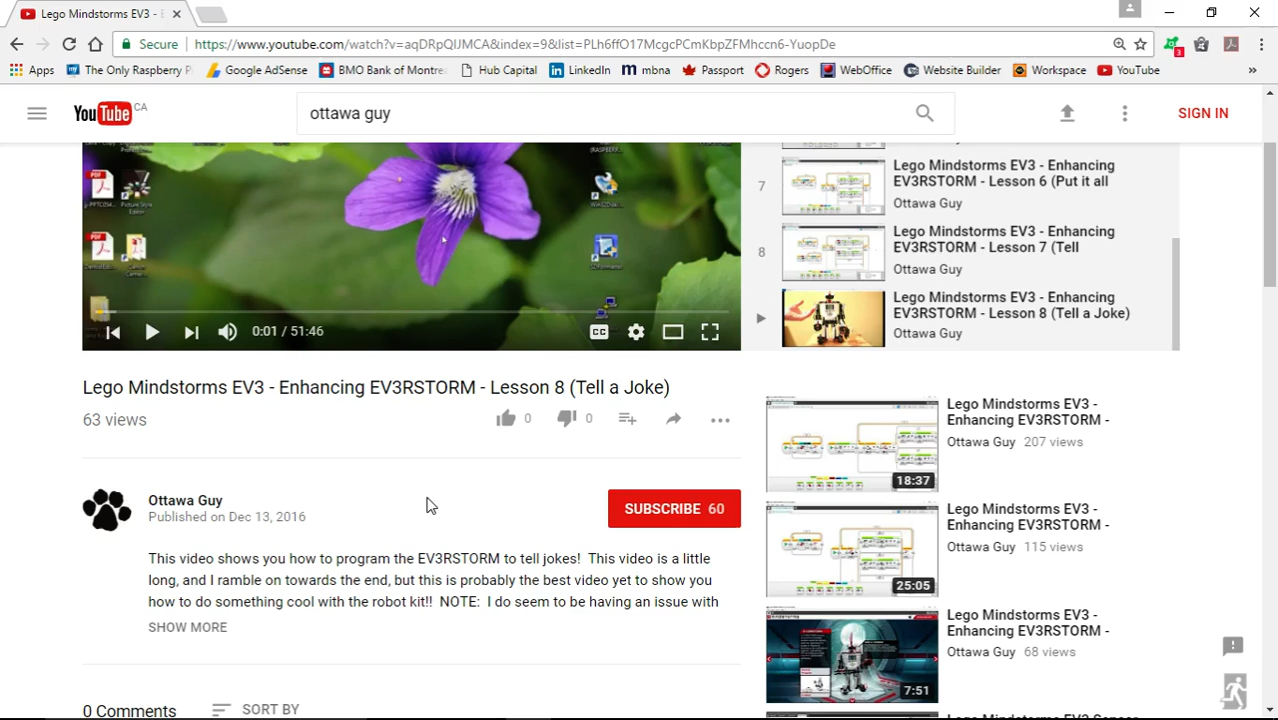 Lego Mindstorms EV3 - E
Secure
https://www.youtube.com/watch?v=aqDRpQIJMCA&index=9&list=PLh6ffO17McgcPCmKbpZFMhccn6-YuopDe
3
Apps
The Only Raspberry P
Google AdSense
BMO Bank of Montre
Hub Capital
LinkedIn
mbna
Passport
Rogers
WebOffice
Website Builder
Workspace
YouTube
»
YouTube CA
ottawa guy
SIGN IN
0:01 / 51:46
CC
7
Lego Mindstorms EV3 - Enhancing
EV3RSTORM - Lesson 6 (Put it all
Ottawa Guy
8
Lego Mindstorms EV3 - Enhancing
EV3RSTORM - Lesson 7 (Tell
Ottawa Guy
Lego Mindstorms EV3 - Enhancing
EV3RSTORM - Lesson 8 (Tell a Joke)
Ottawa Guy
Lego Mindstorms EV3 - Enhancing EV3RSTORM - Lesson 8 (Tell a Joke)
63 views
0
0
Ottawa Guy
Published on Dec 13, 2016
SUBSCRIBE 60
This video shows you how to program the EV3RSTORM to tell jokes! This video is a little
long, and I ramble on towards the end, but this is probably the best video yet to show you
how to do something cool with the robot kit!! NOTE: I do seem to be having an issue with
SHOW MORE
0 Comments
SORT BY
Lego Mindstorms EV3 -
Enhancing EV3RSTORM -
Ottawa Guy 207 views
18:37
Lego Mindstorms EV3 -
Enhancing EV3RSTORM -
Ottawa Guy 115 views
25:05
Lego Mindstorms EV3 -
Enhancing EV3RSTORM -
Ottawa Guy 68 views
7:51